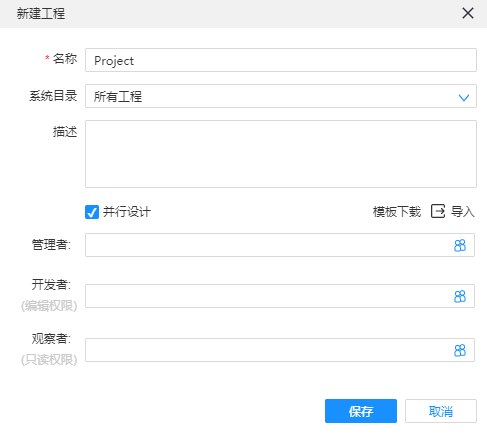 新建工程
* 名称 Project
系统目录 所有工程
描述
并行设计 模板下载 导入
管理者:
开发者:
(编辑权限)
观察者:
(只读权限)
保存 取消